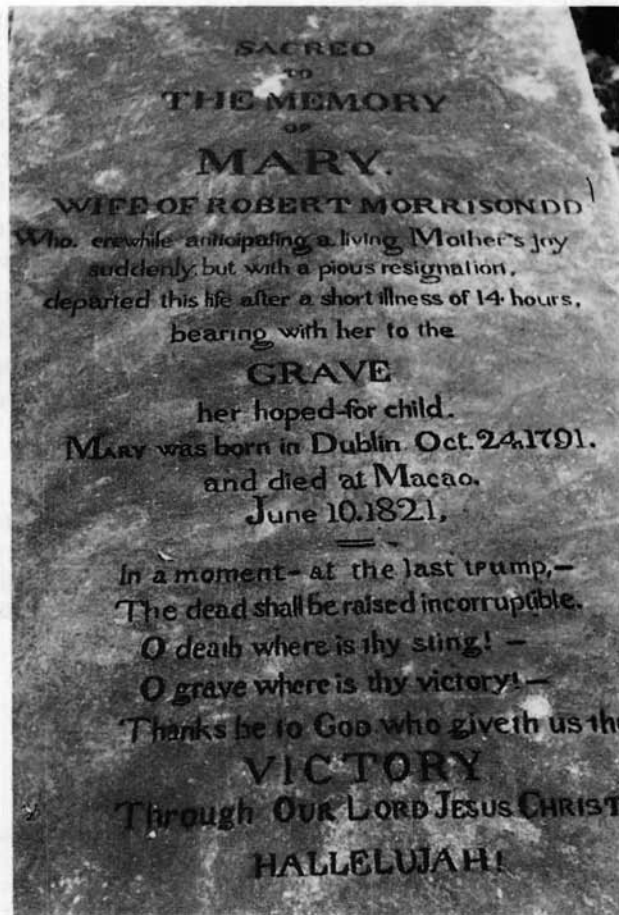 SACRED
TO
THE MEMORY
OF
MARY.
WIFE OF ROBERT MORRISON DD
Who. erewhile anticipating a living Mother's joy
suddenly, but with a pious resignation,
departed this life after a short illness of 14 hours,
bearing with her to the
GRAVE
her hoped-for child.
MARY was born in Dublin Oct. 24th 1791.
and died at Macao.
June 10. 1821,
In a moment - at the last trump, —
The dead shall be raised incorruptible.
O death where is thy sting! —
O grave where is thy victory! —
Thanks be to GOD who giveth us the
VICTORY
Through OUR LORD JESUS CHRIST
HALLELUJAH!